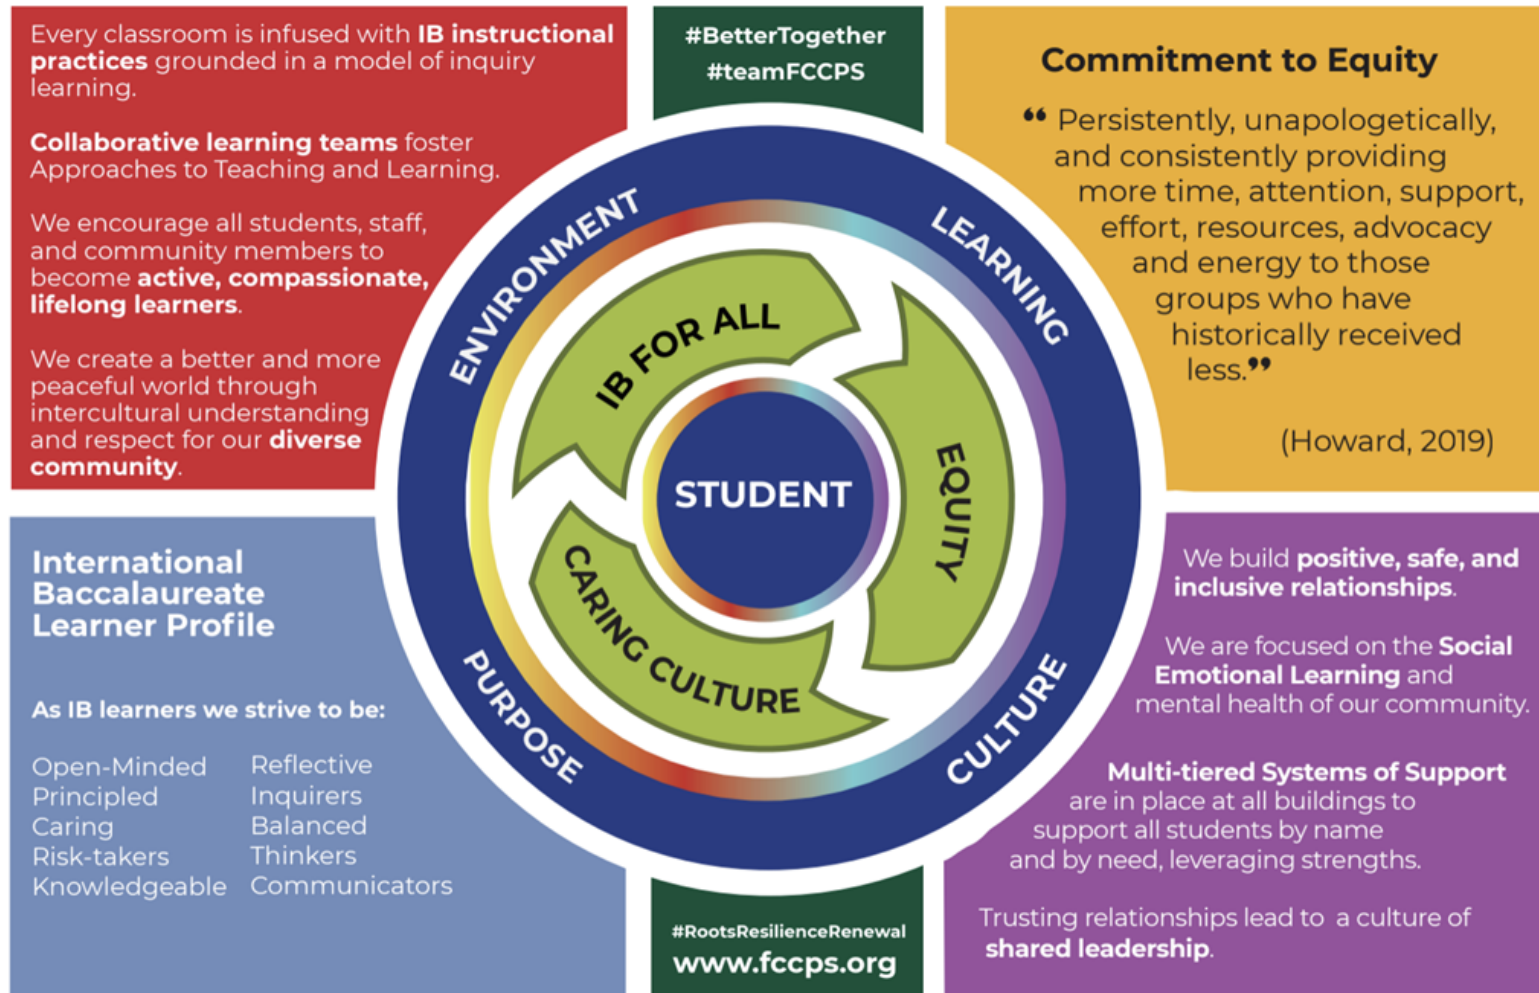 Every classroom is infused with IB instructional
practices grounded in a model of inquiry
learning.
Collaborative learning teams foster
Approaches to Teaching and Learning.
We encourage all students, staff,
and community members to
become active, compassionate,
lifelong learners.
We create a better and more
peaceful world through
intercultural understanding
and respect for our diverse
community.
#BetterTogether
#teamFCCPS
Commitment to Equity
“ Persistently, unapologetically,
and consistently providing
more time, attention, support,
effort, resources, advocacy
and energy to those
groups who have
historically received
less.”
(Howard, 2019)
ENVIRONMENT
LEARNING
PURPOSE
CULTURE
IB FOR ALL
EQUITY
CARING CULTURE
STUDENT
International
Baccalaureate
Learner Profile
As IB learners we strive to be:
Open-Minded
Principled
Caring
Risk-takers
Knowledgeable
Reflective
Inquirers
Balanced
Thinkers
Communicators
We build positive, safe, and
inclusive relationships.
We are focused on the Social
Emotional Learning and
mental health of our community.
Multi-tiered Systems of Support
are in place at all buildings to
support all students by name
and by need, leveraging strengths.
Trusting relationships lead to a culture of
shared leadership.
#RootsResilienceRenewal
www.fccps.org